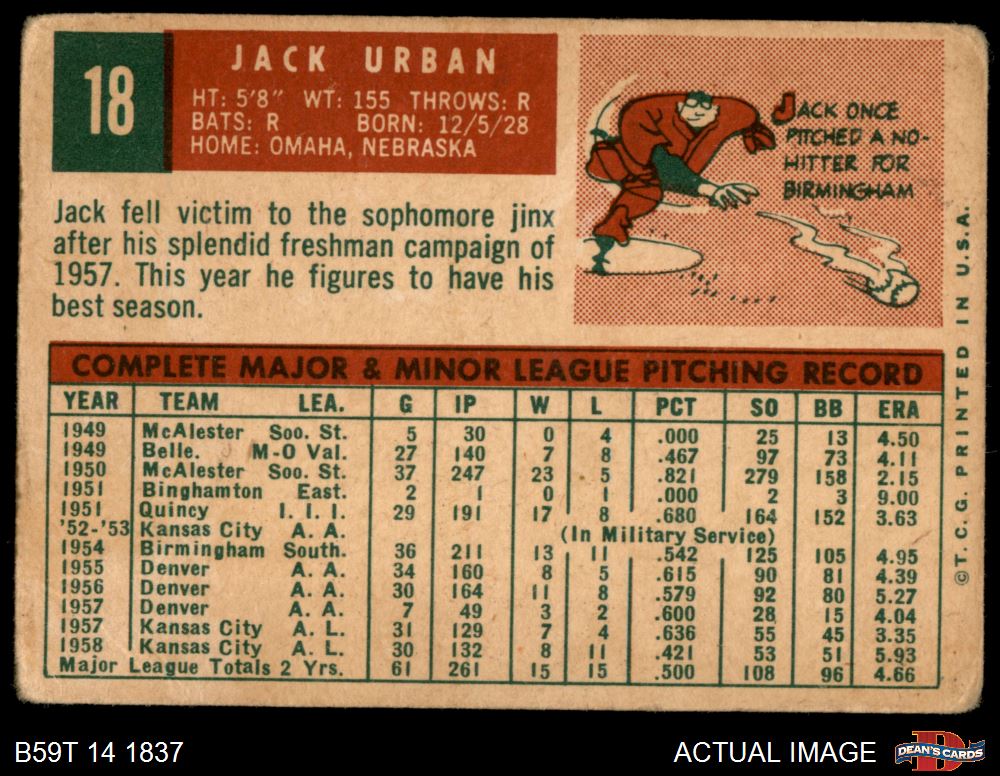 18
JACK URBAN
HT: 5'8" WT: 155 THROWS: R
BATS: R BORN: 12/5/28
HOME: OMAHA, NEBRASKA
JACK ONCE
PITCHED A NO-
HITTER FOR
BIRMINGHAM
Jack fell victim to the sophomore jinx
after his splendid freshman campaign of
1957. This year he figures to have his
best season.
COMPLETE MAJOR & MINOR LEAGUE PITCHING RECORD
YEAR TEAM LEA. G IP W L PCT SO BB ERA
1949 McAlester Soo. St. 5 30 0 4 .000 25 13 4.50
1949 Belle. M-O Val. 27 140 7 8 .467 97 73 4.11
1950 McAlester Soo. St. 37 247 23 5 .821 279 158 2.15
1951 Binghamton East. 2 1 0 1 .000 2 3 9.00
1951 Quincy I. I. I. 29 191 17 8 .680 164 152 3.63
'52-'53 Kansas City A. A. (In Military Service)
1954 Birmingham South. 36 211 13 11 .542 125 105 4.95
1955 Denver A. A. 34 160 8 5 .615 90 81 4.39
1956 Denver A. A. 30 164 11 8 .579 92 80 5.27
1957 Denver A. A. 7 49 3 2 .600 28 15 4.04
1957 Kansas City A. L. 31 129 7 4 .636 55 45 3.35
1958 Kansas City A. L. 30 132 8 11 .421 53 51 5.93
Major League Totals 2 Yrs. 61 261 15 15 .500 108 96 4.66
©T. C. G. PRINTED IN U.S.A.
B59T 14 1837
ACTUAL IMAGE
D
DEAN'S CARDS